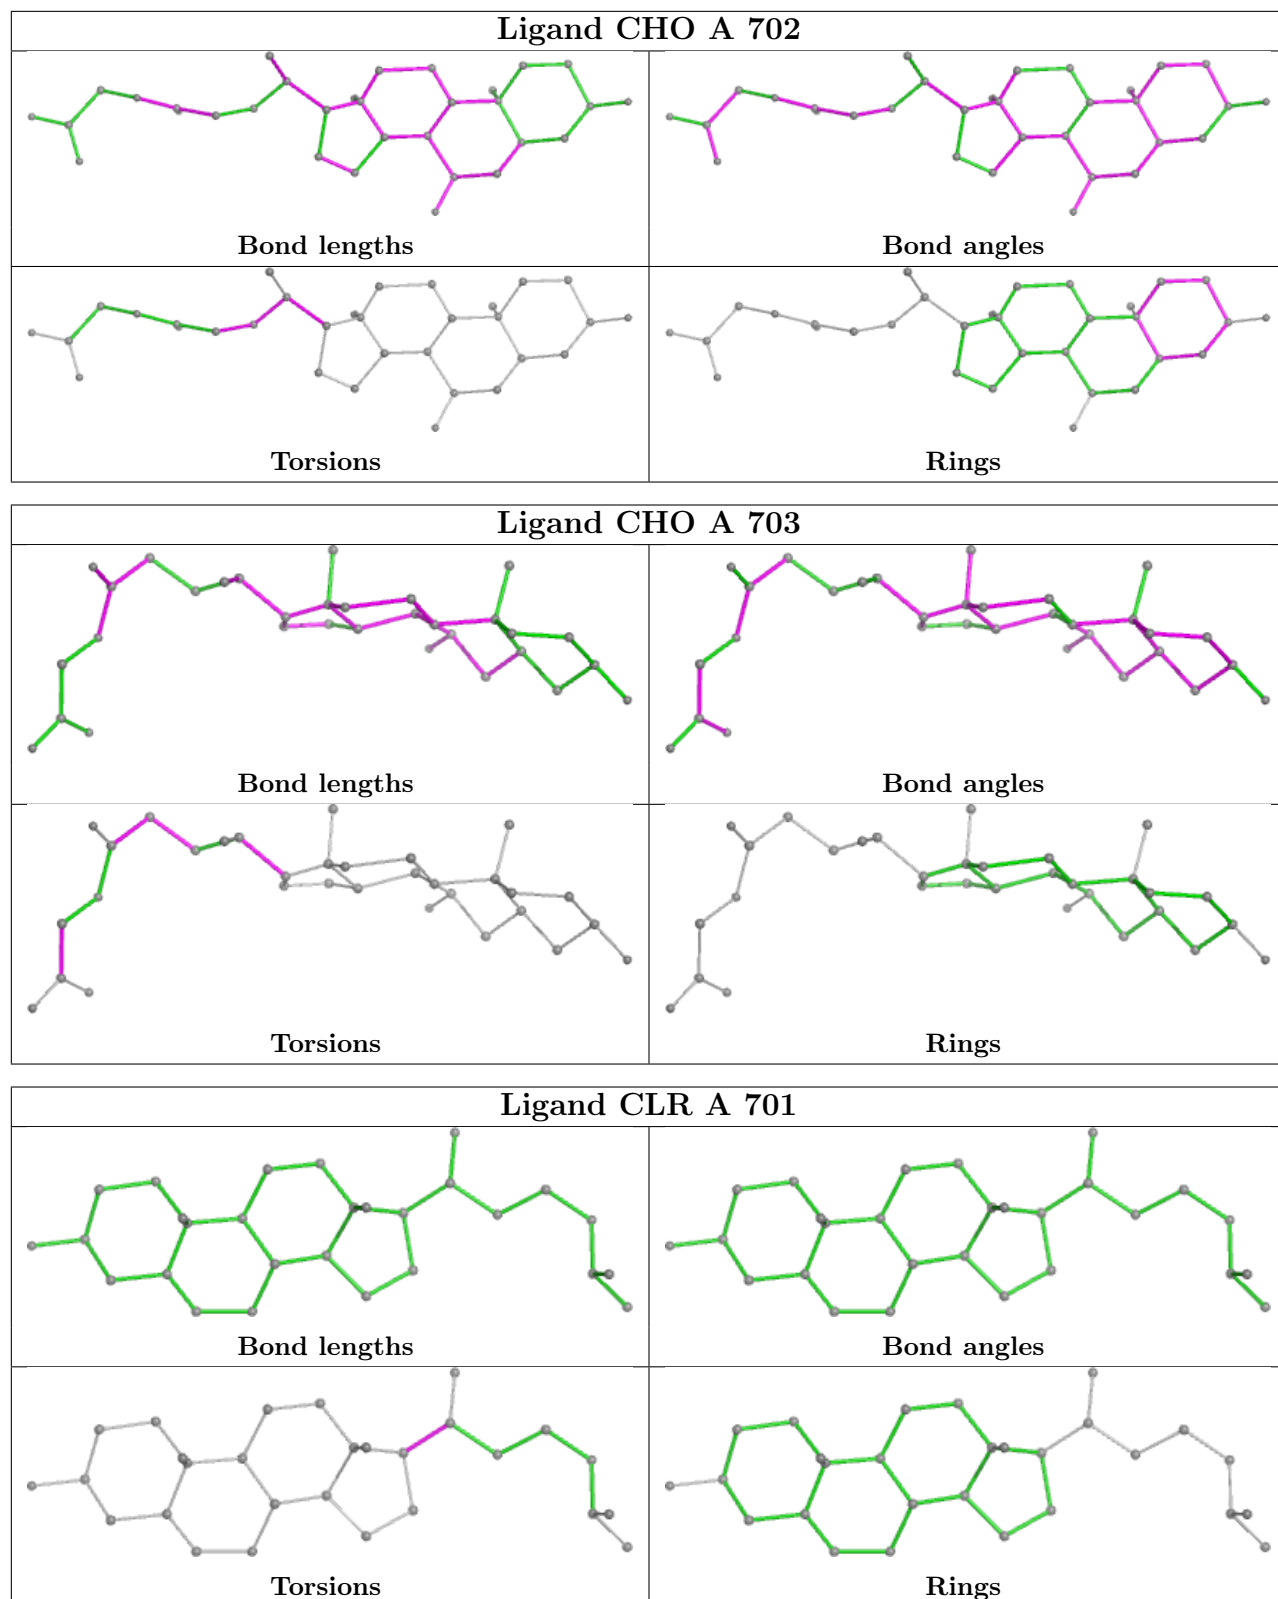 Ligand CHO A 702
Bond lengths
Bond angles
Torsions
Rings
Ligand CHO A 703
Bond lengths
Bond angles
Torsions
Rings
Ligand CLR A 701
Bond lengths
Bond angles
Torsions
Rings